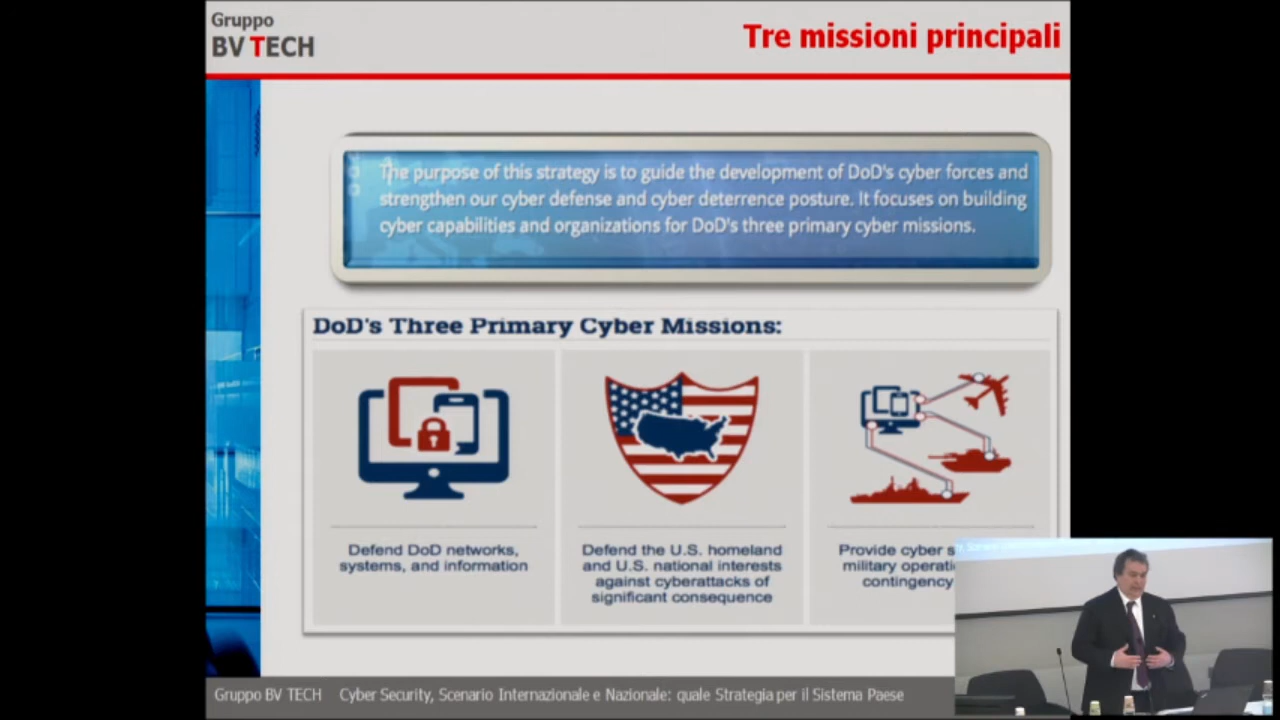 Gruppo
BV TECH
Tre missioni principali
The purpose of this strategy is to guide the development of DoD's cyber forces and
strengthen our cyber defense and cyber deterrence posture. It focuses on building
cyber capabilities and organizations for DoD's three primary cyber missions.
DoD's Three Primary Cyber Missions:
Defend DoD networks,
systems, and information
Defend the U.S. homeland
and U.S. national interests
against cyberattacks of
significant consequence
Provide cyber
military
contingency
Gruppo BV TECH Cyber Security, Scenario Internazionale e Nazionale: quale Strategia per il Sistema Paese